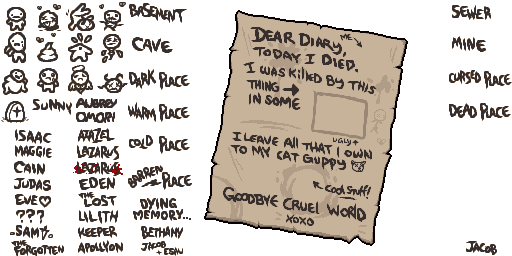 BASEMENT
CAVE
DARK PLACE
WARM PLACE
COLD PLACE
BARREN PLACE
DYING MEMORY...
SUNNY
AUBREY
OMORI
ISAAC
MAGGIE
CAIN
JUDAS
EVE
???
SAMS
THE FORGOTTEN
AZAZEL
LAZARUS
LAZARUS
EDEN
THE LOST
LILITH
KEEPER
APOLLYON
BETHANY
JACOB + ESAU
DEAR DIARY,
ME
TODAY I DIED.
I WAS KILLED BY THIS
THING
IN SOME
UGLY
I LEAVE ALL THAT I OWN
TO MY CAT GUPPY
COOL STUFF!
GOODBYE CRUEL WORLD
XOXO
SEWER
MINE
CURSED PLACE
DEAD PLACE
JACOB